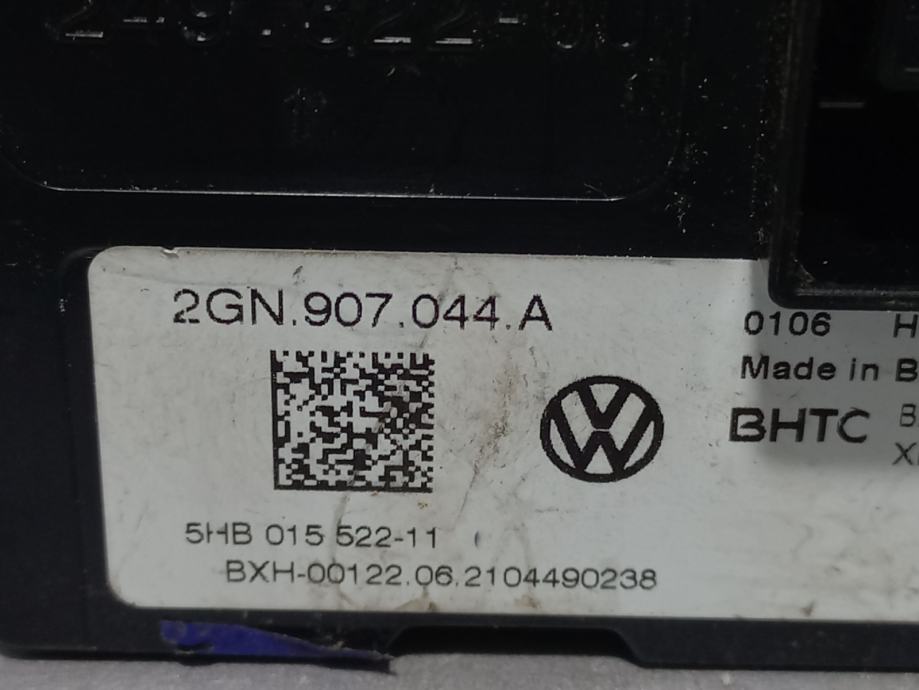 2GN.907.044.A
0106 H
Made in B
BHTC B
5HB 015 522-11
BXH-00122.06.2104490238